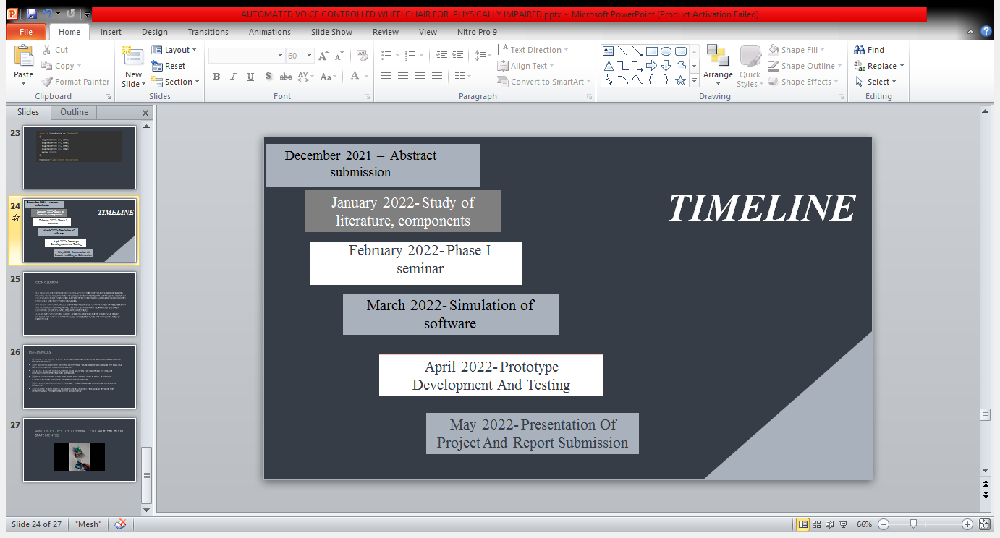 AUTOMATED VOICE CONTROLLED WHEELCHAIR FOR PHYSICALLY IMPAIRED.pptx - Microsoft PowerPoint (Product Activation Failed)
File Home Insert Design Transitions Animations Slide Show Review View Nitro Pro 9
Paste
Cut
Copy
Format Painter
Clipboard
New
Slide
Layout
Reset
Section
Slides
60
B I U S abc AV Aa A
Font
Text Direction
Align Text
Convert to SmartArt
Paragraph
Arrange
Quick
Styles
Shape Fill
Shape Outline
Shape Effects
Drawing
Find
Replace
Select
Editing
Slides Outline
23
24
TIMELINE
25
CONCLUSION
26
REFERENCES
27
December 2021 – Abstract
submission
January 2022-Study of
literature, components
February 2022-Phase I
seminar
March 2022-Simulation of
software
April 2022-Prototype
Development And Testing
May 2022-Presentation Of
Project And Report Submission
TIMELINE
Slide 24 of 27 "Mesh" 66%